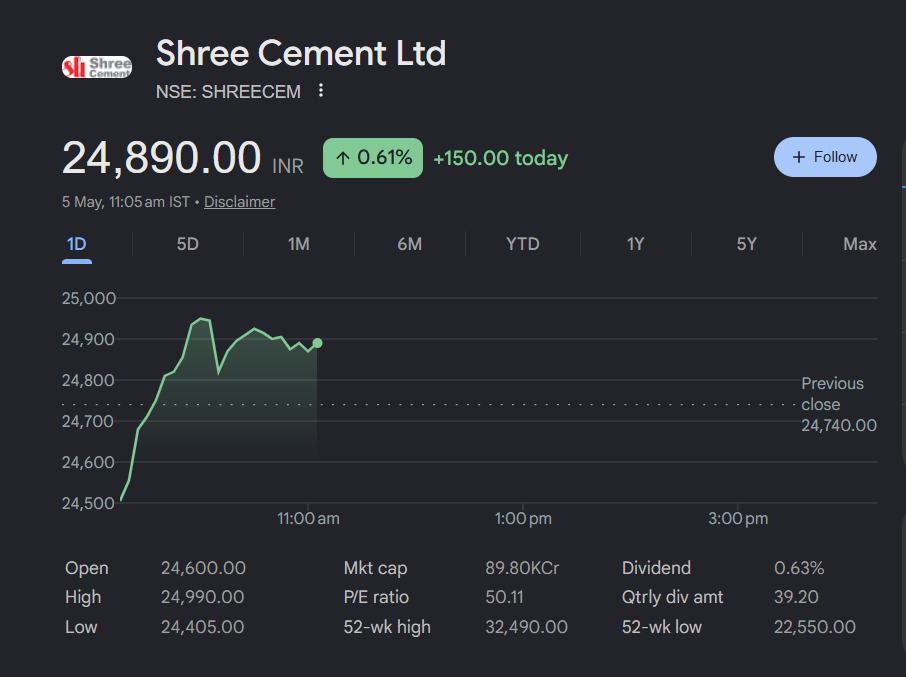 Shree Cement
Shree Cement Ltd
NSE: SHREECEM
24,890.00 INR ↑ 0.61% +150.00 today
+ Follow
5 May, 11:05 am IST • Disclaimer
1D 5D 1M 6M YTD 1Y 5Y Max
25,000
24,900
24,800
24,700
24,600
24,500
Previous
close
24,740.00
11:00 am 1:00 pm 3:00 pm
Open 24,600.00 Mkt cap 89.80KCr Dividend 0.63%
High 24,990.00 P/E ratio 50.11 Qtrly div amt 39.20
Low 24,405.00 52-wk high 32,490.00 52-wk low 22,550.00